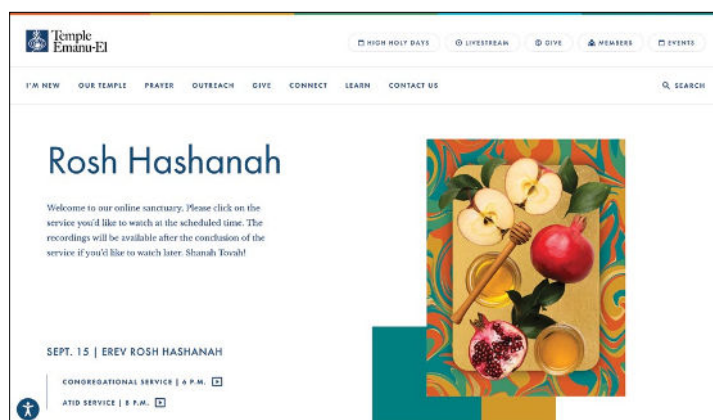 Temple
Emanu-El
HIGH HOLY DAYS
LIVESTREAM
GIVE
MEMBERS
EVENTS
I'M NEW
OUR TEMPLE
PRAYER
OUTREACH
GIVE
CONNECT
LEARN
CONTACT US
SEARCH
Rosh Hashanah
Welcome to our online sanctuary. Please click on the
service you'd like to watch at the scheduled time. The
recordings will be available after the conclusion of the
service if you'd like to watch later. Shanah Tovah!
SEPT. 15 | EREV ROSH HASHANAH
CONGREGATIONAL SERVICE | 6 P.M.
ATID SERVICE | 8 P.M.